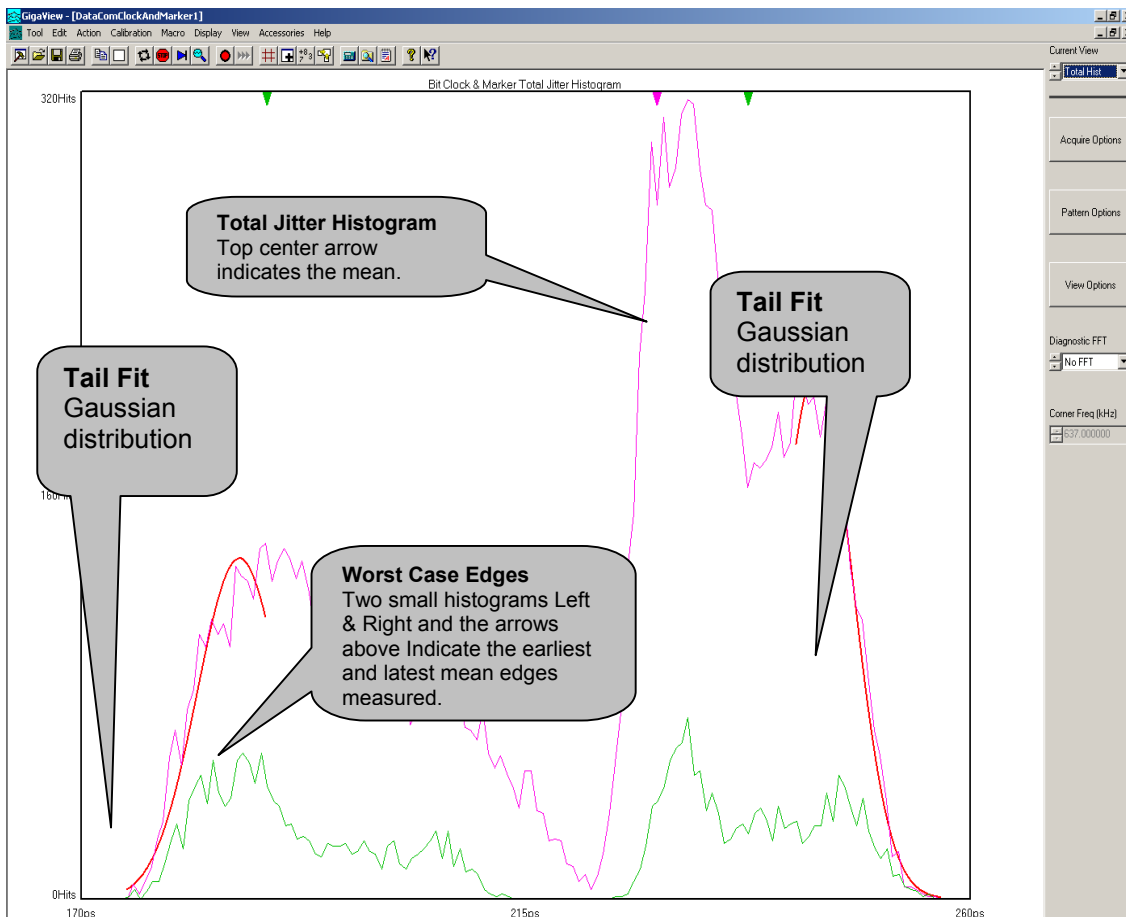 GigaView - [DataComClockAndMarker1]
Tool Edit Action Calibration Macro Display View Accessories Help
Current View
Total Hist
Bit Clock & Marker Total Jitter Histogram
320Hits
Acquire Options
Total Jitter Histogram
Top center arrow
indicates the mean.
Pattern Options
View Options
Tail Fit
Gaussian
distribution
Diagnostic FFT
No FFT
Tail Fit
Gaussian
distribution
Corner Freq (kHz)
637.000000
Worst Case Edges
Two small histograms Left
& Right and the arrows
above Indicate the earliest
and latest mean edges
measured.
0Hits
170ps
215ps
260ps